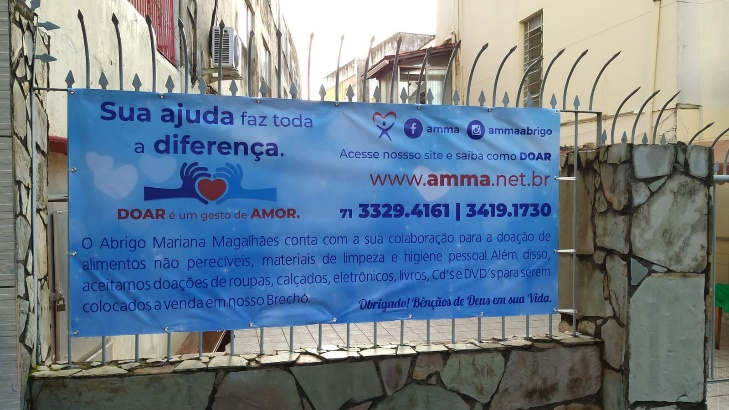 Sua ajuda faz toda
a diferença.
DOAR é um gesto de AMOR.
amma ammaabrigo
Acesse nossso site e saiba como DOAR
www.amma.net.br
71 3329.4161 | 3419.1730
O Abrigo Mariana Magalhães conta com a sua colaboração para a doação de
alimentos não perecíveis, materiais de limpeza e higiene pessoal. Além disso,
aceitamos doações de roupas, calçados, eletrônicos, livros, Cd's e DVD's para serem
colocados a venda em nosso Brechó.
Obrigado! Bênçãos de Deus em sua Vida.